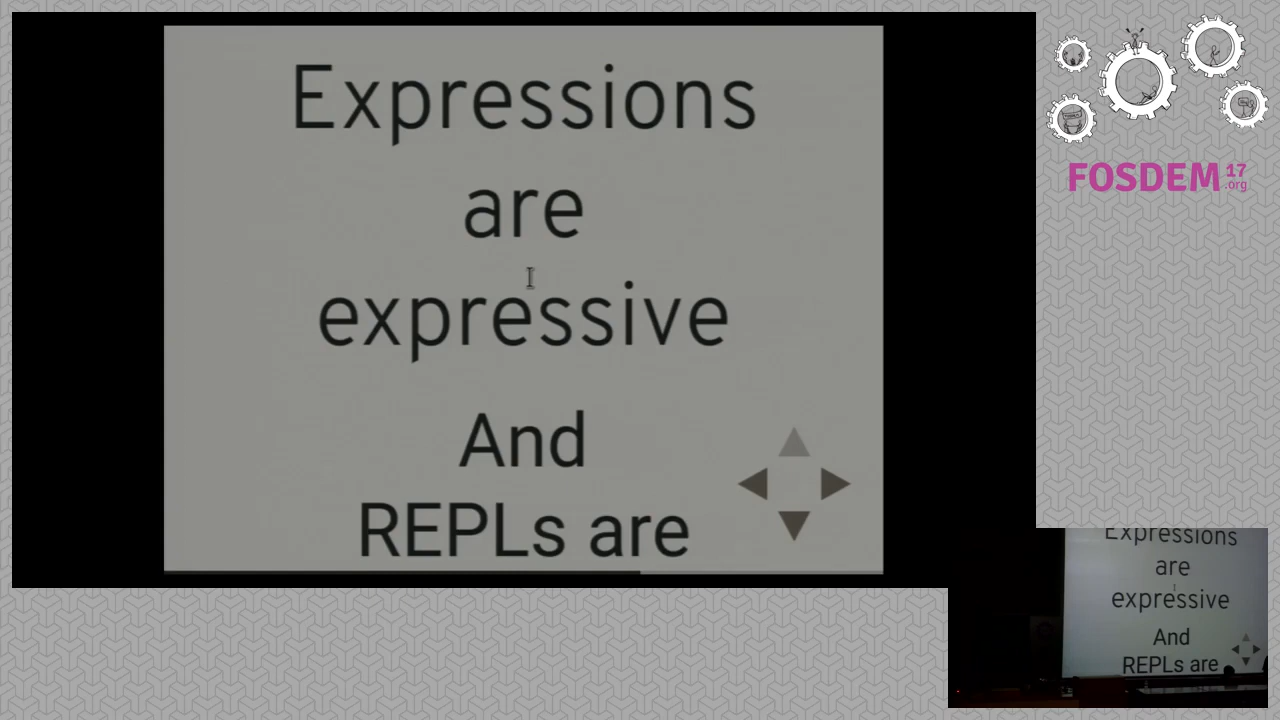 Expressions
are
expressive
And
REPLs are
FOSDEM 17
.org
Expressions
are
expressive
And
REPLs are